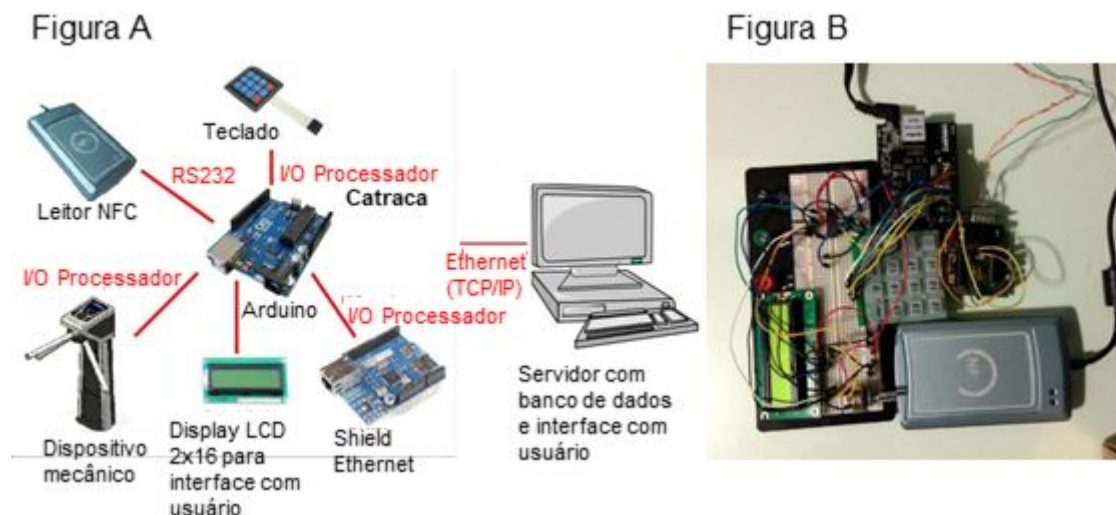 Figura A
Figura B
Teclado
RS232
I/O Processador
Leitor NFC
Catraca
I/O Processador
Arduino
I/O Processador
Ethernet
(TCP/IP)
Dispositivo
mecânico
Display LCD
2x16 para
interface com
usuário
Shield
Ethernet
Servidor com
banco de dados
e interface com
usuário